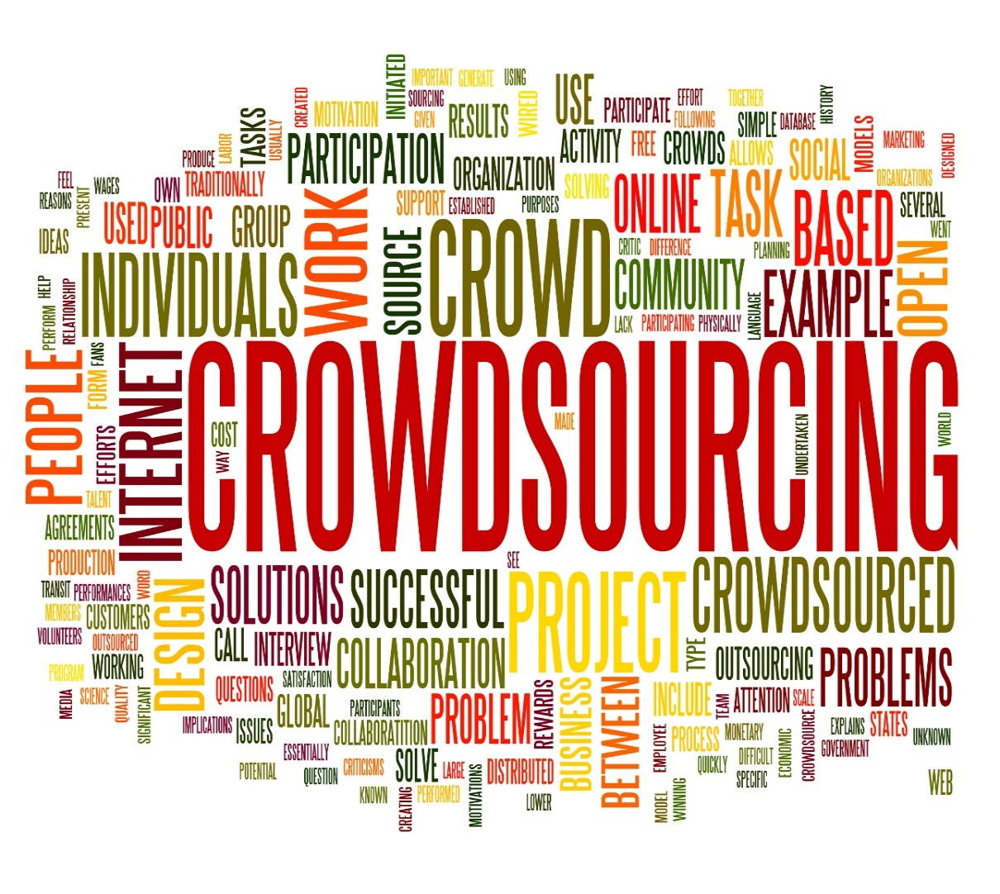 INITIATED
IMPORTANT
GENERATE
USING
SOURCING
GIVEN
CREATED
MOTIVATION
RESULTS
WIRED
USE
PARTICIPATE
EFFORT
FOLLOWING
TOGETHER
HISTORY
TASKS
USUALLY
LABOR
PRODUCE
PARTICIPATION
ORGANIZATION
ACTIVITY
FREE
CROWDS
SIMPLE
DATABASE
ALLOWS
SOCIAL
MODELS
MARKETING
DESIGNED
ORGANIZATIONS
FEEL
REASONS
PRESENT
WAGES
OWN
TRADITIONALLY
SUPPORT
ESTABLISHED
PURPOSES
SOLVING
ONLINE
TASK
BASED
SEVERAL
WENT
IDEAS
USED
PUBLIC
GROUP
WORK
SOURCE
CROWD
CRITIC
DIFFERENCE
PLANNING
OPEN
INDIVIDUALS
COMMUNITY
EXAMPLE
HELP
PERFORM
RELATIONSHIP
LACK
PARTICIPATING
PHYSICALLY
LANGUAGE
PEOPLE
FORM
FANS
EFFORTS
INTERNET
CROWDSOURCING
COST
WAY
MADE
UNDERTAKEN
WORLD
TALENT
AGREEMENTS
PRODUCTION
TRANSIT
PERFORMANCES
WORD
MEMBERS
CUSTOMERS
VOLUNTEERS
OUTSOURCED
PROGRAM
WORKING
MEDIA
SCIENCE
QUALITY
SIGNIFICANT
DESIGN
SOLUTIONS
SUCCESSFUL
SEE
PROJECT
CROWDSOURCED
CALL
INTERVIEW
COLLABORATION
TYPE
OUTSOURCING
PROBLEMS
QUESTIONS
SATISFACTION
IMPLICATIONS
ISSUES
GLOBAL
PARTICIPANTS
COLLABORATITION
PROBLEM
REWARDS
BUSINESS
BETWEEN
INCLUDE
TEAM
ATTENTION
SCALE
EMPLOYEE
PROCESS
MONETARY
CROWDSOURCE
EXPLAINS
STATES
UNKNOWN
GOVERNMENT
ESSENTIALLY
POTENTIAL
QUESTION
CRITICISMS
SOLVE
LARGE
DISTRIBUTED
QUICKLY
DIFFICULT
ECONOMIC
SPECIFIC
WEB
KNOWN
CREATING
PERFORMED
MOTIVATIONS
LOWER
MODEL
WINNING